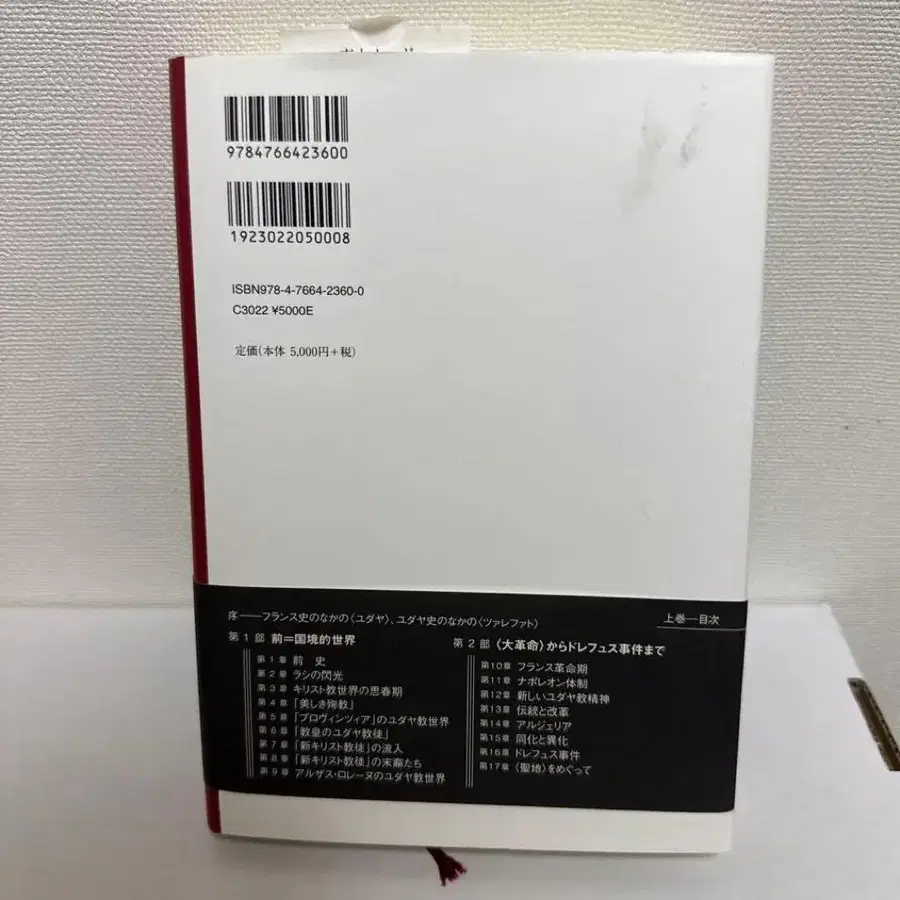 9784766423600
1923022050008
ISBN978-4-7664-2360-0
C3022 ¥5000E
定価(本体 5,000円+税)
序――フランス史のなかの〈ユダヤ〉、ユダヤ史のなかの〈ツァレファト〉
上巻―目次
第1部 前=国境的世界
第1章 前 史
第2章 ラシの閃光
第3章 キリスト教世界の思春期
第4章 「美しき殉教」
第5章 「プロヴィンツィア」のユダヤ教世界
第6章 「教皇のユダヤ教徒」
第7章 「新キリスト教徒」の流入
第8章 「新キリスト教徒」の末裔たち
第9章 アルザス・ロレーヌのユダヤ教世界
第2部 〈大革命〉からドレフュス事件まで
第10章 フランス革命期
第11章 ナポレオン体制
第12章 新しいユダヤ教精神
第13章 伝統と改革
第14章 アルジェリア
第15章 同化と異化
第16章 ドレフュス事件
第17章 〈聖地〉をめぐって